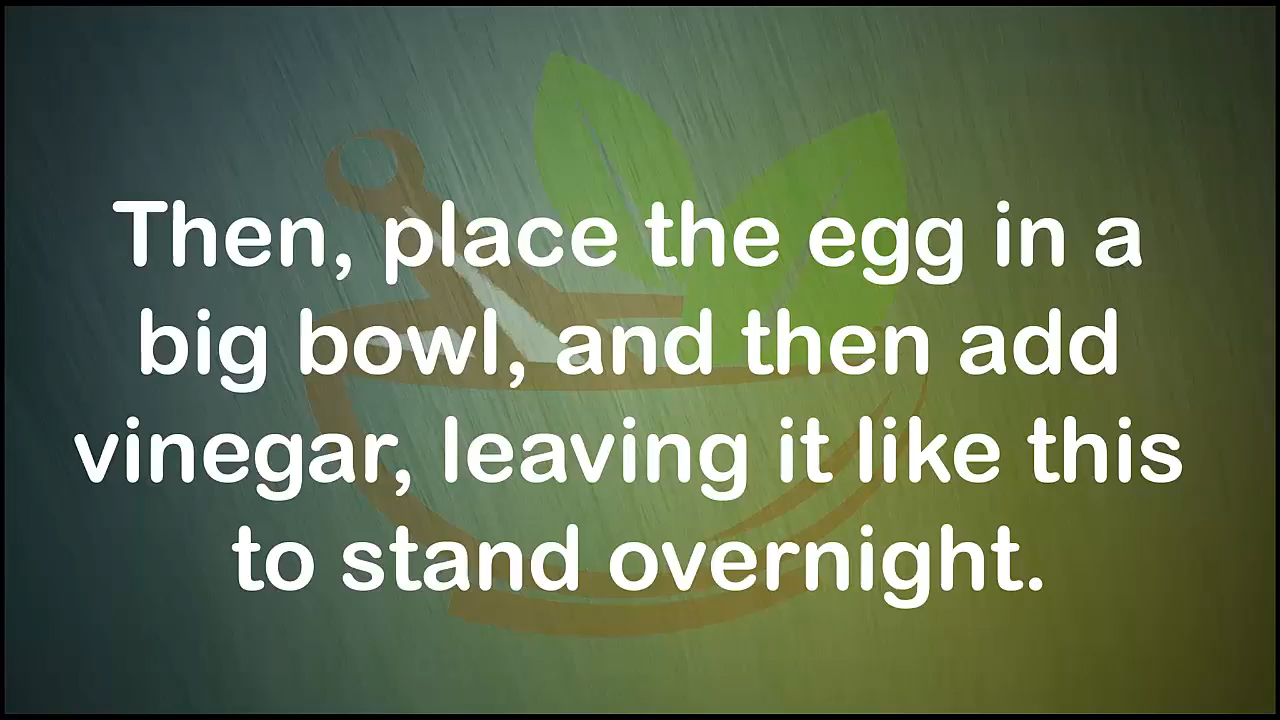 Then, place the egg in a
big bowl, and then add
vinegar, leaving it like this
to stand overnight.